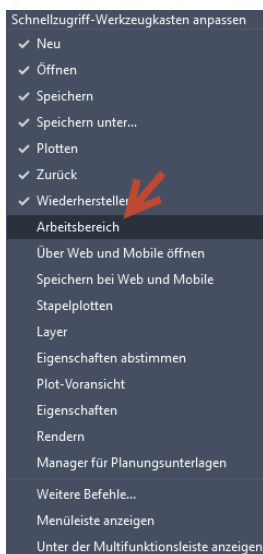 Schnellzugriff-Werkzeugkasten anpassen
Neu
Öffnen
Speichern
Speichern unter...
Plotten
Zurück
Wiederherstellen
Arbeitsbereich
Über Web und Mobile öffnen
Speichern bei Web und Mobile
Stapelplotten
Layer
Eigenschaften abstimmen
Plot-Voransicht
Eigenschaften
Rendern
Manager für Planungsunterlagen
Weitere Befehle...
Menüleiste anzeigen
Unter der Multifunktionsleiste anzeigen